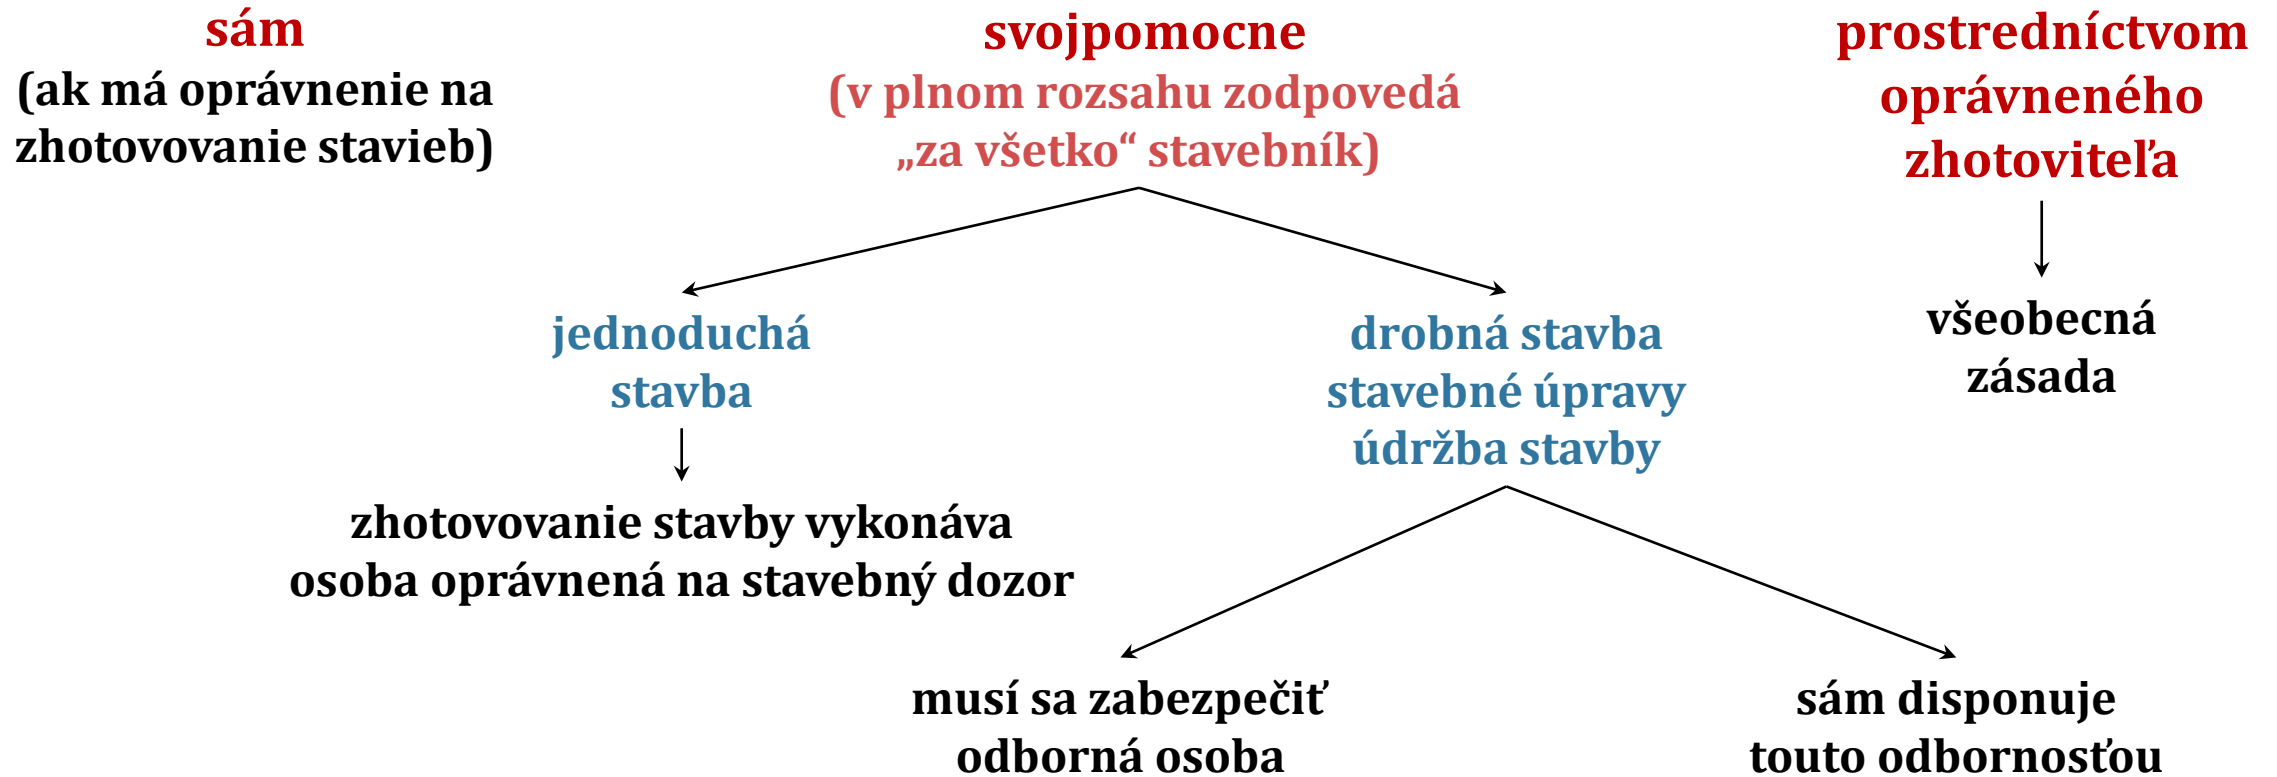 sám
(ak má oprávnenie na
zhotovovanie stavieb)
svojpomocne
(v plnom rozsahu zodpovedá
„za všetko“ stavebník)
prostredníctvom
oprávneného
zhotoviteľa
jednoduchá
stavba
drobná stavba
stavebné úpravy
údržba stavby
všeobecná
zásada
zhotovovanie stavby vykonáva
osoba oprávnená na stavebný dozor
musí sa zabezpečiť
odborná osoba
sám disponuje
touto odbornosťou